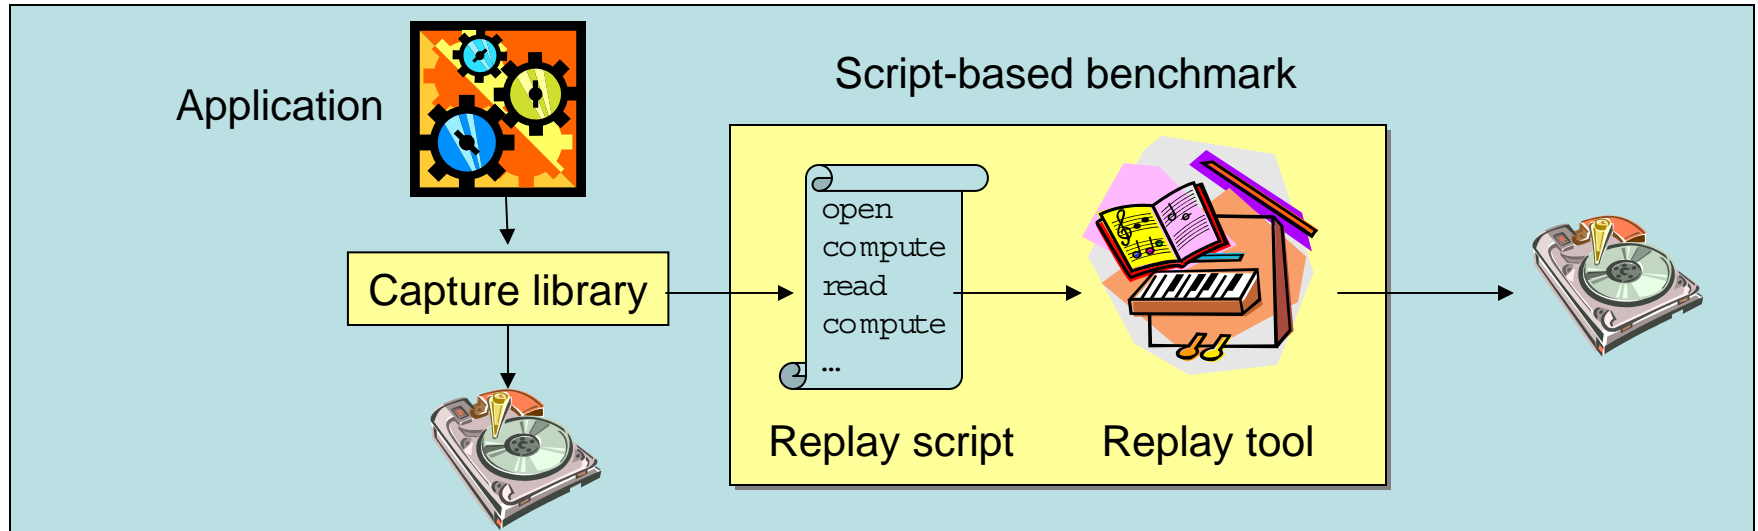 Application
Script-based benchmark
Capture library
open
compute
read
compute
...
Replay script
Replay tool